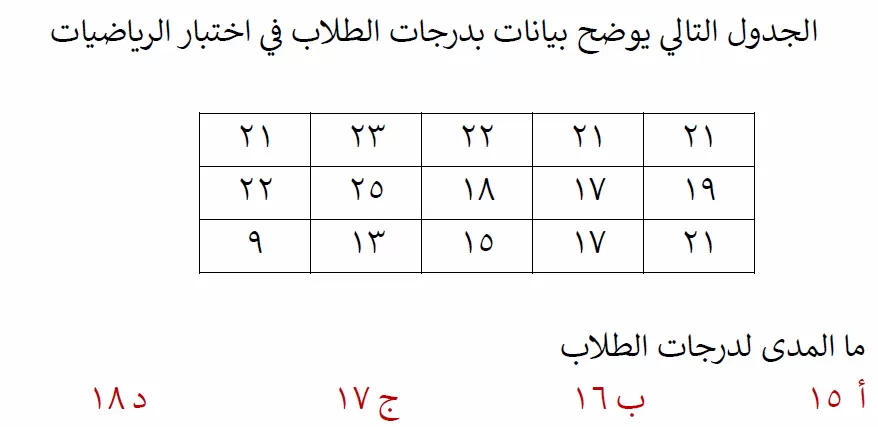 الجدول التالي يوضح بيانات بدرجات الطلاب في اختبار الرياضيات
٢١ ٢١ ٢٢ ٢٣ ٢١
١٩ ١٧ ١٨ ٢٥ ٢٢
٢١ ١٧ ١٥ ١٣ ٩
ما المدى لدرجات الطلاب
أ ١٥ ب ١٦ ج ١٧ د ١٨